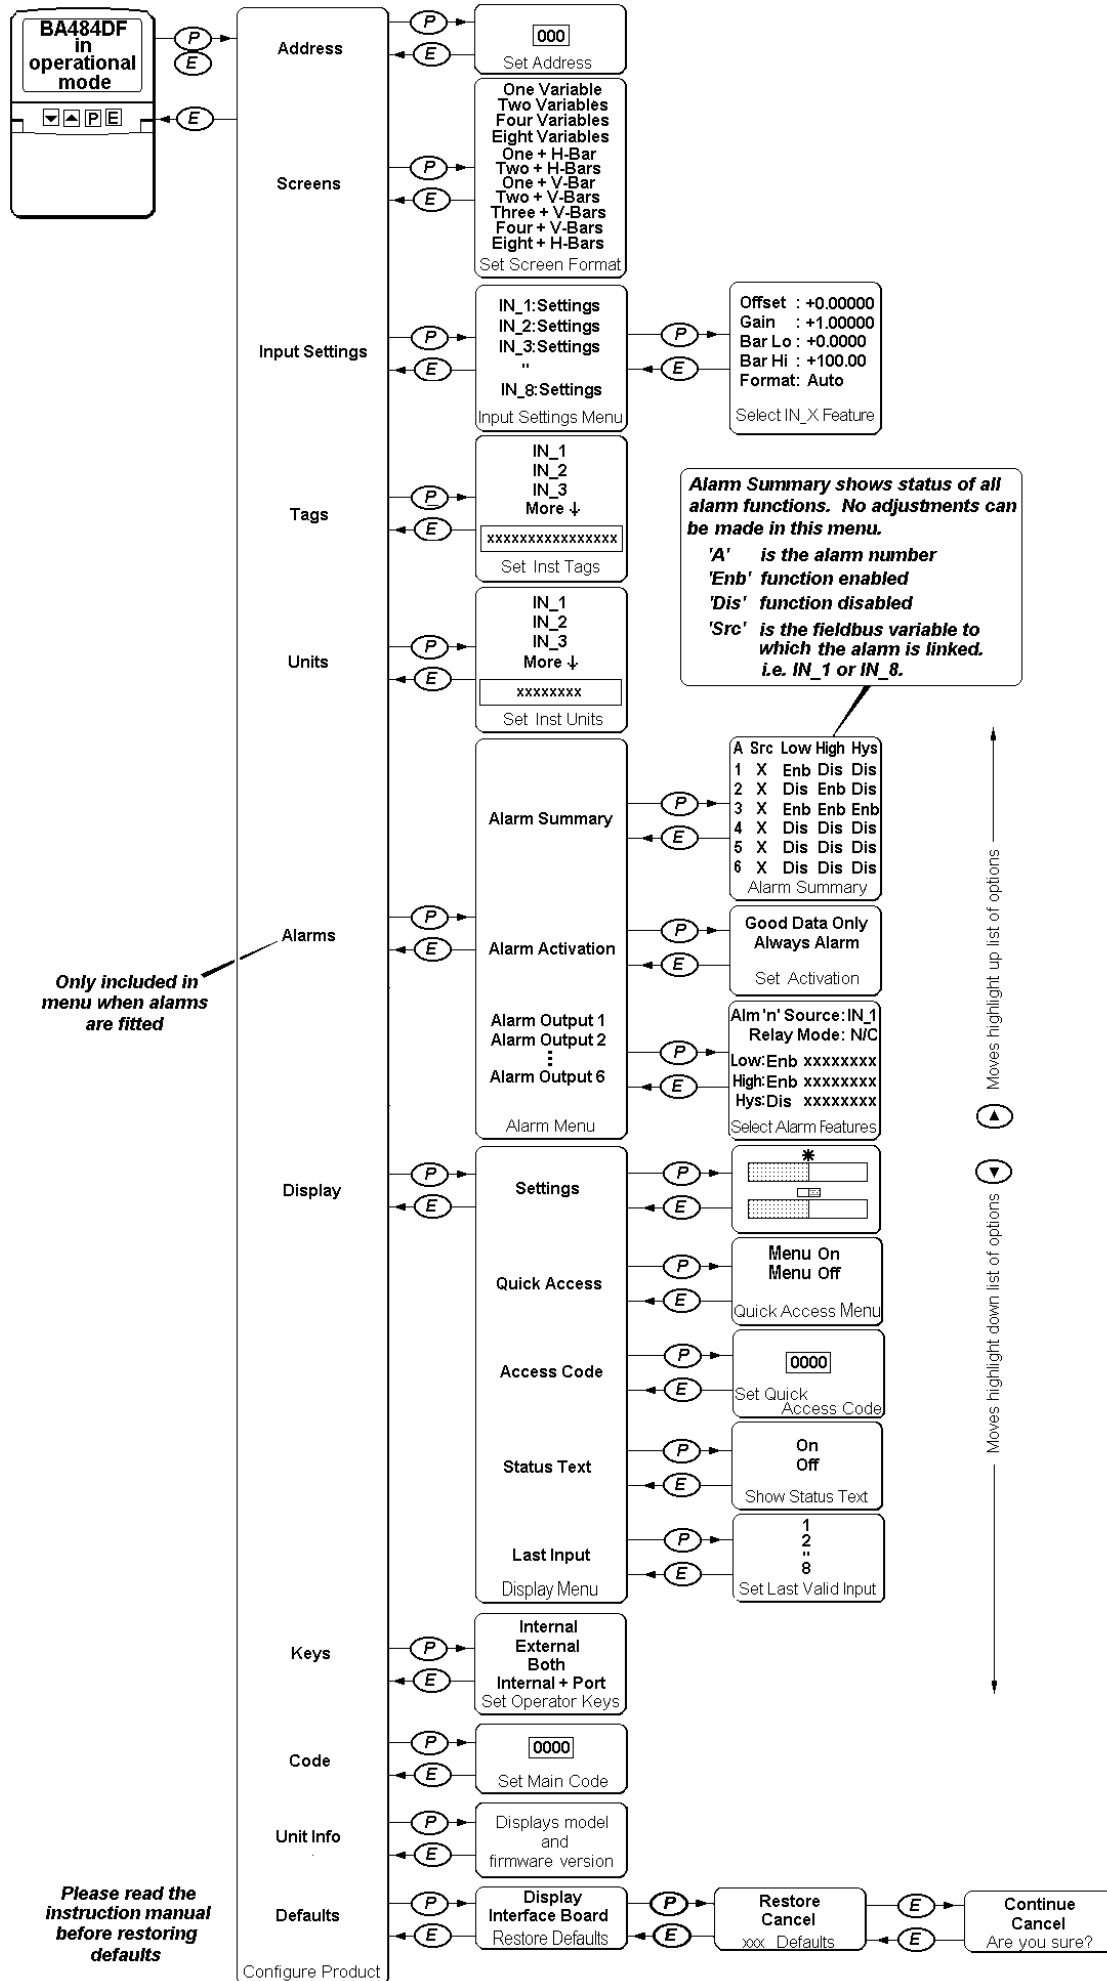 BA484DF
in
operational
mode
P E
P
E
E
Address
P
E
000
Set Address
Screens
P
E
One Variable
Two Variables
Four Variables
Eight Variables
One + H-Bar
Two + H-Bars
One + V-Bar
Two + V-Bars
Three + V-Bars
Four + V-Bars
Eight + H-Bars
Set Screen Format
Input Settings
P
E
IN_1:Settings
IN_2:Settings
IN_3:Settings
"
IN_8:Settings
Input Settings Menu
P
E
Offset : +0.00000
Gain : +1.00000
Bar Lo : +0.0000
Bar Hi : +100.00
Format: Auto
Select IN_X Feature
Tags
P
E
IN_1
IN_2
IN_3
More ↓
xxxxxxxxxxxxxxxx
Set Inst Tags
Alarm Summary shows status of all
alarm functions. No adjustments can
be made in this menu.
'A' is the alarm number
'Enb' function enabled
'Dis' function disabled
'Src' is the fieldbus variable to
which the alarm is linked.
i.e. IN_1 or IN_8.
Units
P
E
IN_1
IN_2
IN_3
More ↓
xxxxxxxx
Set Inst Units
Alarms
Only included in
menu when alarms
are fitted
P
E
Alarm Summary
P
E
A Src Low High Hys
1 X Enb Dis Dis
2 X Dis Enb Dis
3 X Enb Enb Enb
4 X Dis Dis Dis
5 X Dis Dis Dis
6 X Dis Dis Dis
Alarm Summary
Alarm Activation
P
E
Good Data Only
Always Alarm
Set Activation
Alarm Output 1
Alarm Output 2
Alarm Output 6
Alarm Menu
P
E
Alm 'n' Source:IN_1
Relay Mode: N/C
Low:Enb xxxxxxxx
High:Enb xxxxxxxx
Hys:Dis xxxxxxxx
Select Alarm Features
Moves highlight up list of options
Moves highlight down list of options
Display
P
E
Settings
P
E
Quick Access
P
E
Menu On
Menu Off
Quick Access Menu
Access Code
P
E
0000
Set Quick
Access Code
Status Text
P
E
On
Off
Show Status Text
Last Input
Display Menu
P
E
1
2
"
8
Set Last Valid Input
Keys
P
E
Internal
External
Both
Internal + Port
Set Operator Keys
Code
P
E
0000
Set Main Code
Unit Info
P
E
Displays model
and
firmware version
Please read the
instruction manual
before restoring
defaults
Defaults
P
E
Display
Interface Board
Restore Defaults
P
E
Restore
Cancel
xxx Defaults
E
E
Continue
Cancel
Are you sure?
Configure Product